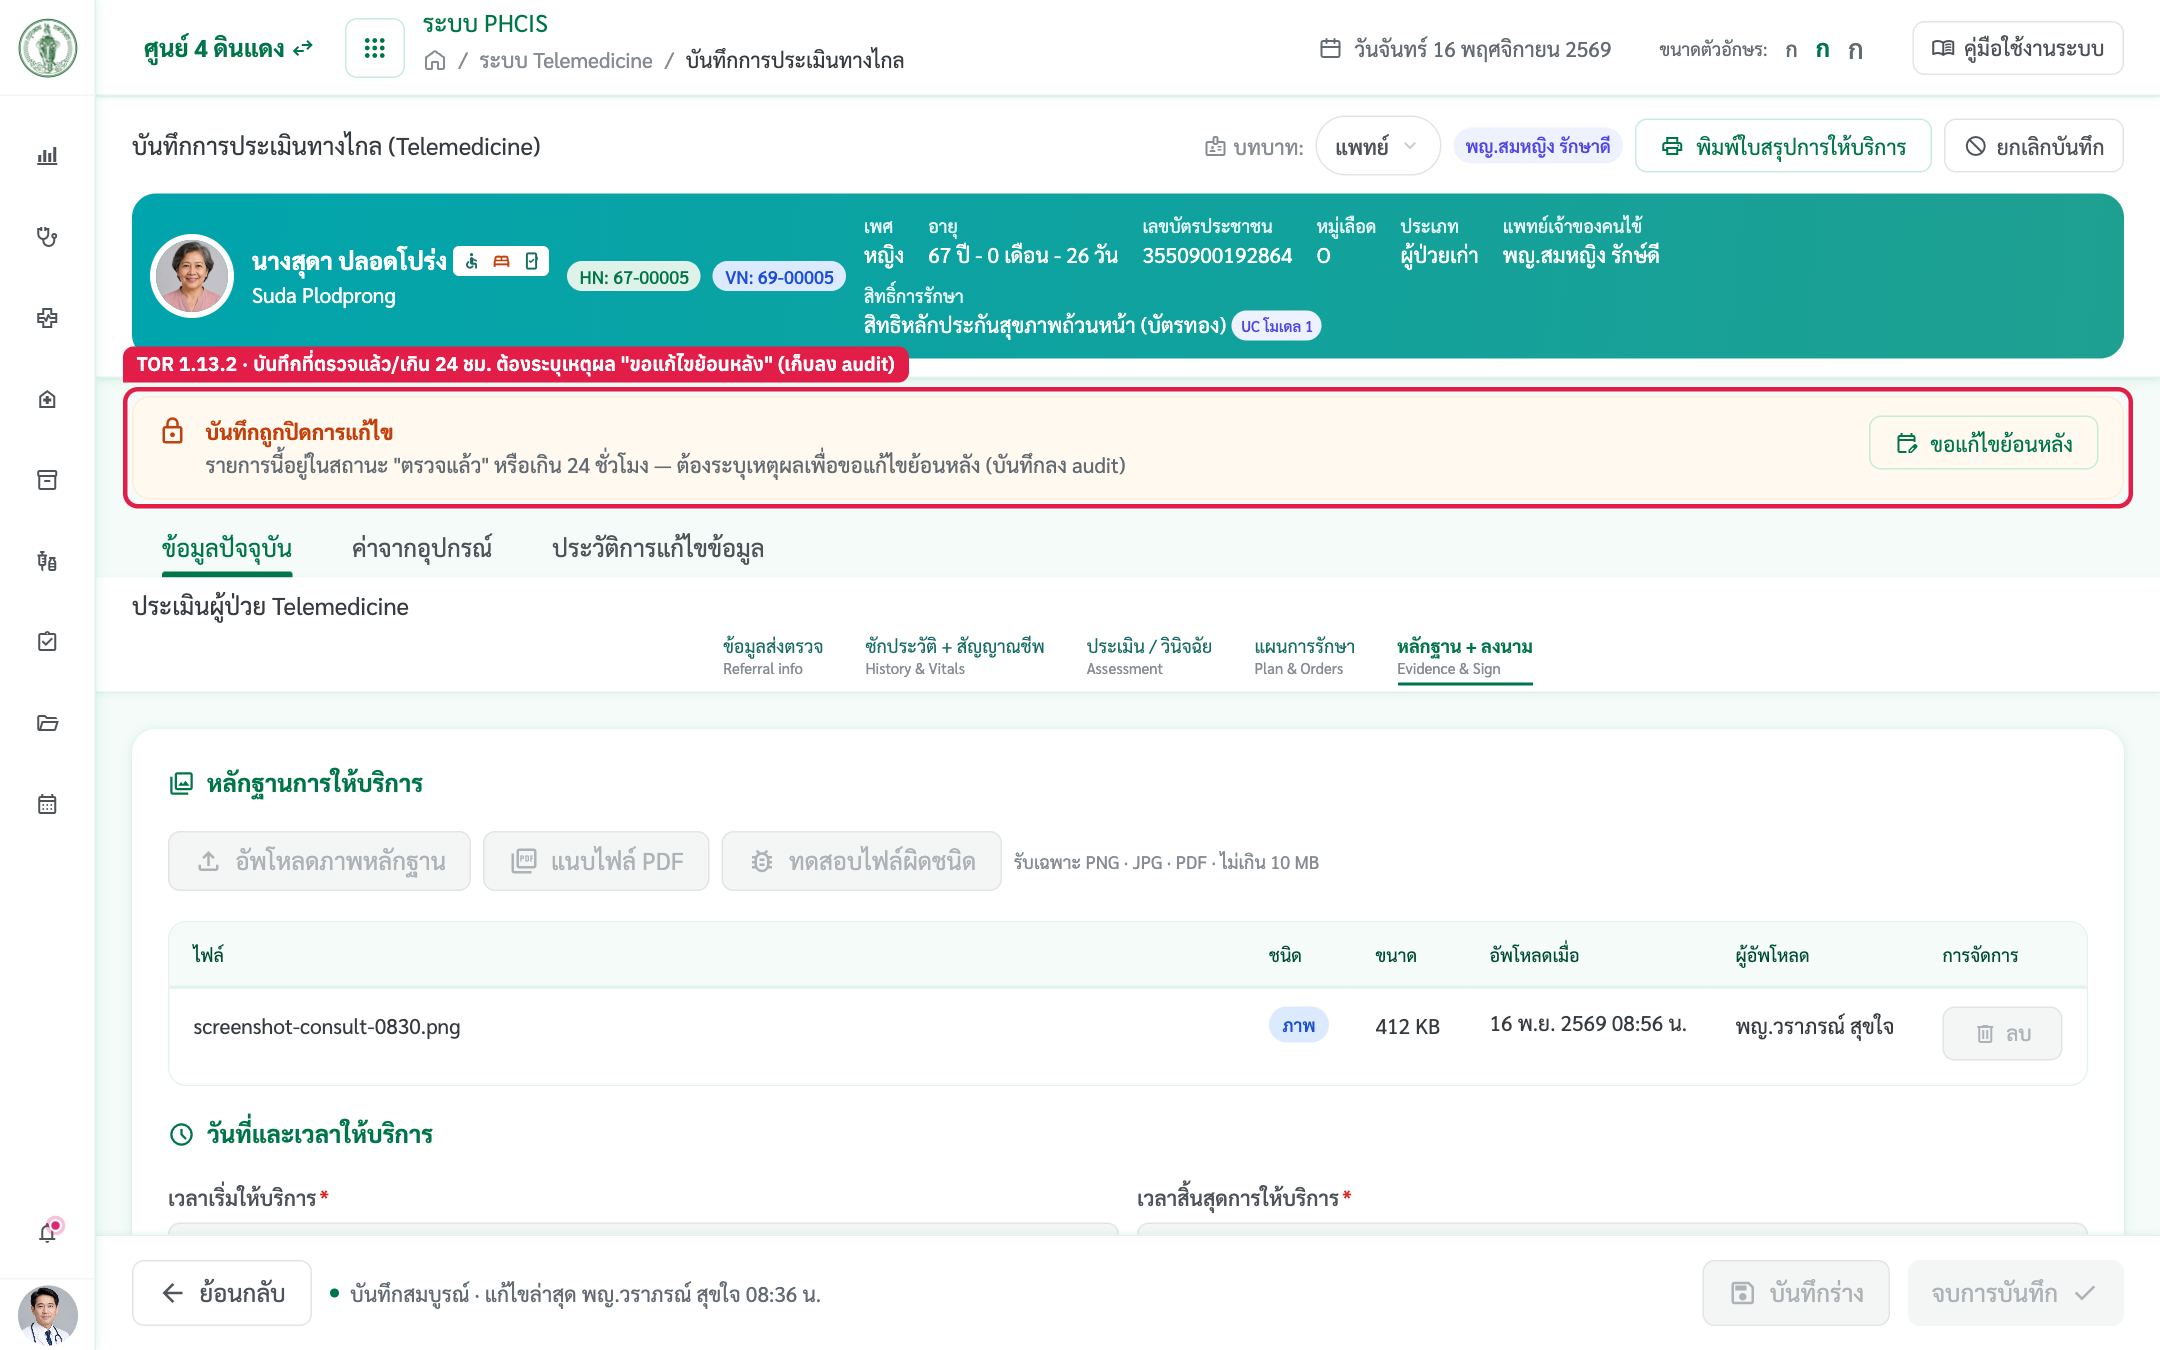 ศูนย์ 4 ดินแดง
ระบบ PHCIS
/ ระบบ Telemedicine / บันทึกการประเมินทางไกล
วันจันทร์ 16 พฤศจิกายน 2569
ขนาดตัวอักษร: ก ก ก
คู่มือใช้งานระบบ
บันทึกการประเมินทางไกล (Telemedicine)
บทบาท: แพทย์
พญ.สมหญิง รักษาดี
พิมพ์ใบสรุปการให้บริการ
ยกเลิกบันทึก
นางสุดา ปลอดโปร่ง
Suda Plodprong
HN: 67-00005
VN: 69-00005
เพศ อายุ เลขบัตรประชาชน หมู่เลือด ประเภท แพทย์เจ้าของคนไข้
หญิง 67 ปี - 0 เดือน - 26 วัน 3550900192864 O ผู้ป่วยเก่า พญ.สมหญิง รักษ์ดี
สิทธิ์การรักษา
สิทธิหลักประกันสุขภาพถ้วนหน้า (บัตรทอง) UC โมเดล 1
TOR 1.13.2 · บันทึกที่ตรวจแล้ว/เกิน 24 ชม. ต้องระบุเหตุผล "ขอแก้ไขย้อนหลัง" (เก็บลง audit)
บันทึกถูกปิดการแก้ไข
รายการนี้อยู่ในสถานะ "ตรวจแล้ว" หรือเกิน 24 ชั่วโมง — ต้องระบุเหตุผลเพื่อขอแก้ไขย้อนหลัง (บันทึกลง audit)
ขอแก้ไขย้อนหลัง
ข้อมูลปัจจุบัน ค่าจากอุปกรณ์ ประวัติการแก้ไขข้อมูล
ประเมินผู้ป่วย Telemedicine
ข้อมูลส่งตรวจ ซักประวัติ + สัญญาณชีพ ประเมิน / วินิจฉัย แผนการรักษา หลักฐาน + ลงนาม
Referral info History & Vitals Assessment Plan & Orders Evidence & Sign
หลักฐานการให้บริการ
อัพโหลดภาพหลักฐาน
PDF แนบไฟล์ PDF
ทดสอบไฟล์ผิดชนิด
รับเฉพาะ PNG · JPG · PDF · ไม่เกิน 10 MB
ไฟล์ ชนิด ขนาด อัพโหลดเมื่อ ผู้อัพโหลด การจัดการ
screenshot-consult-0830.png ภาพ 412 KB 16 พ.ย. 2569 08:56 น. พญ.วราภรณ์ สุขใจ ลบ
วันที่และเวลาให้บริการ
เวลาเริ่มให้บริการ* เวลาสิ้นสุดการให้บริการ*
ย้อนกลับ
บันทึกสมบูรณ์ · แก้ไขล่าสุด พญ.วราภรณ์ สุขใจ 08:36 น.
บันทึกร่าง
จบการบันทึก